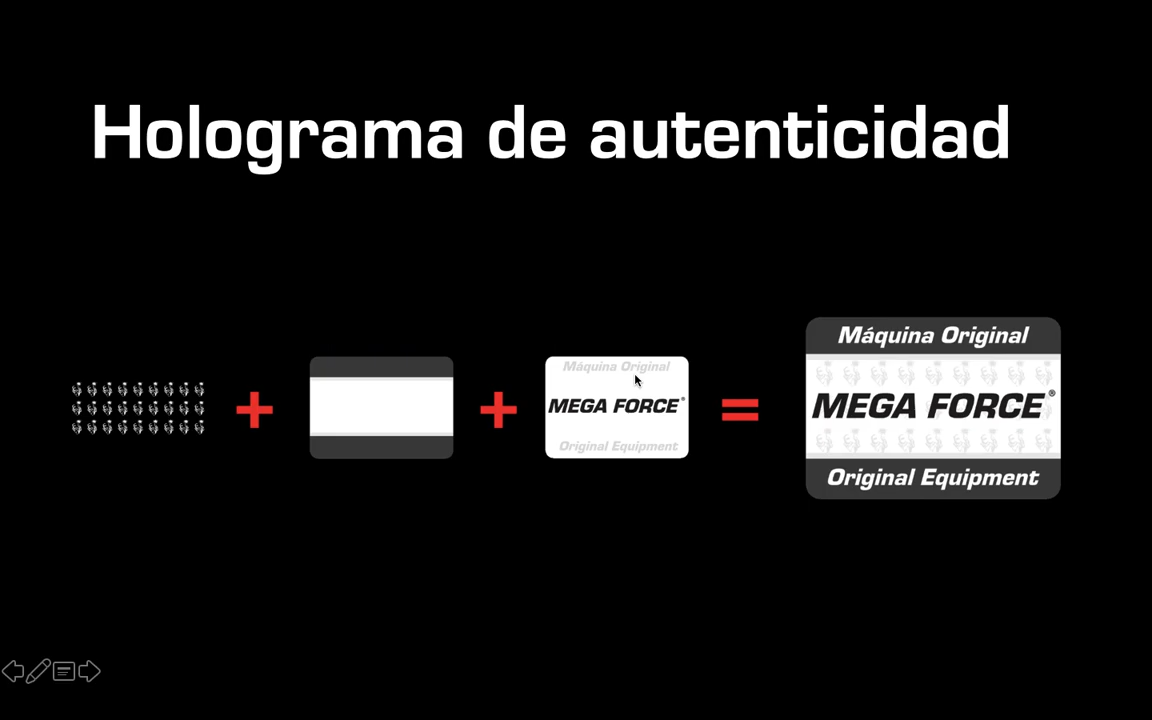 Holograma de autenticidad
Máquina Original
MEGA FORCE®
Original Equipment
Máquina Original
MEGA FORCE®
Original Equipment